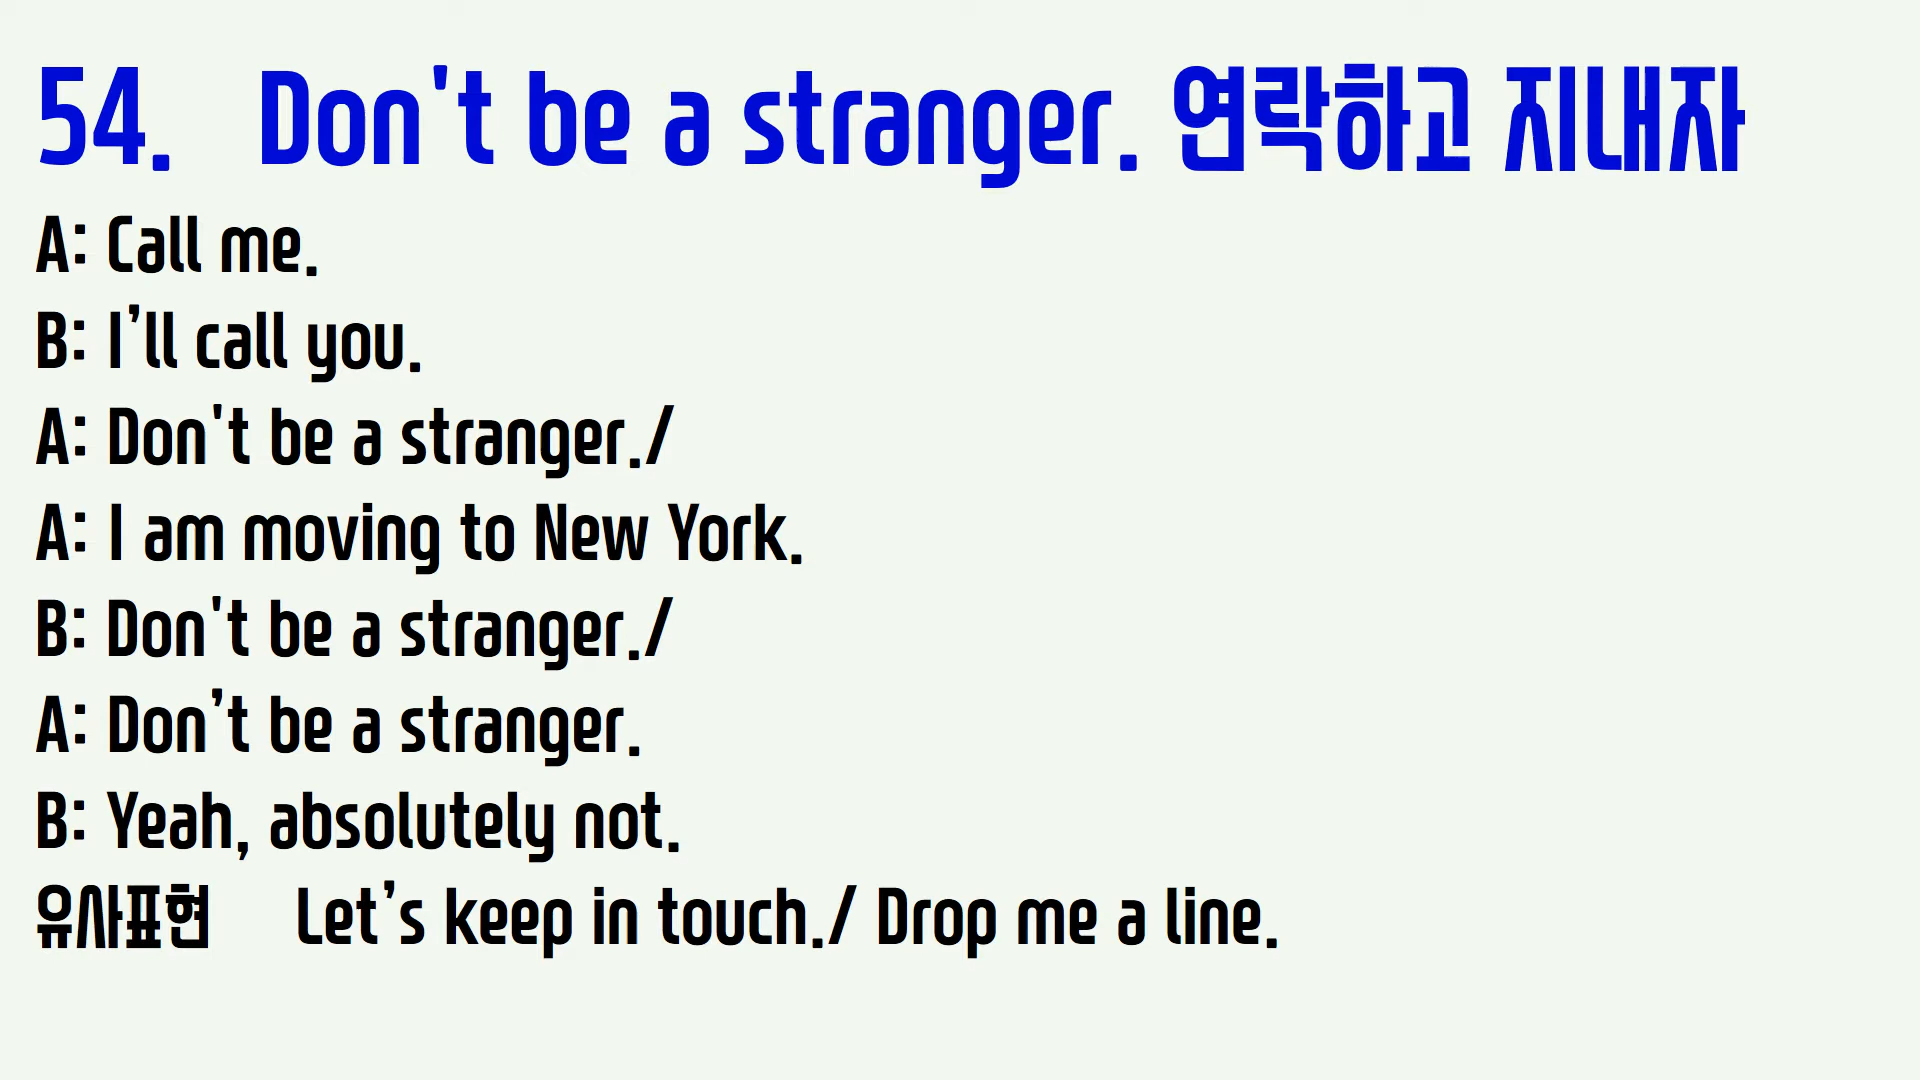 54. Don't be a stranger. 연락하고 지내자
A: Call me.
B: I’ll call you.
A: Don't be a stranger./
A: I am moving to New York.
B: Don't be a stranger./
A: Don’t be a stranger.
B: Yeah, absolutely not.
유사표현 Let’s keep in touch./ Drop me a line.